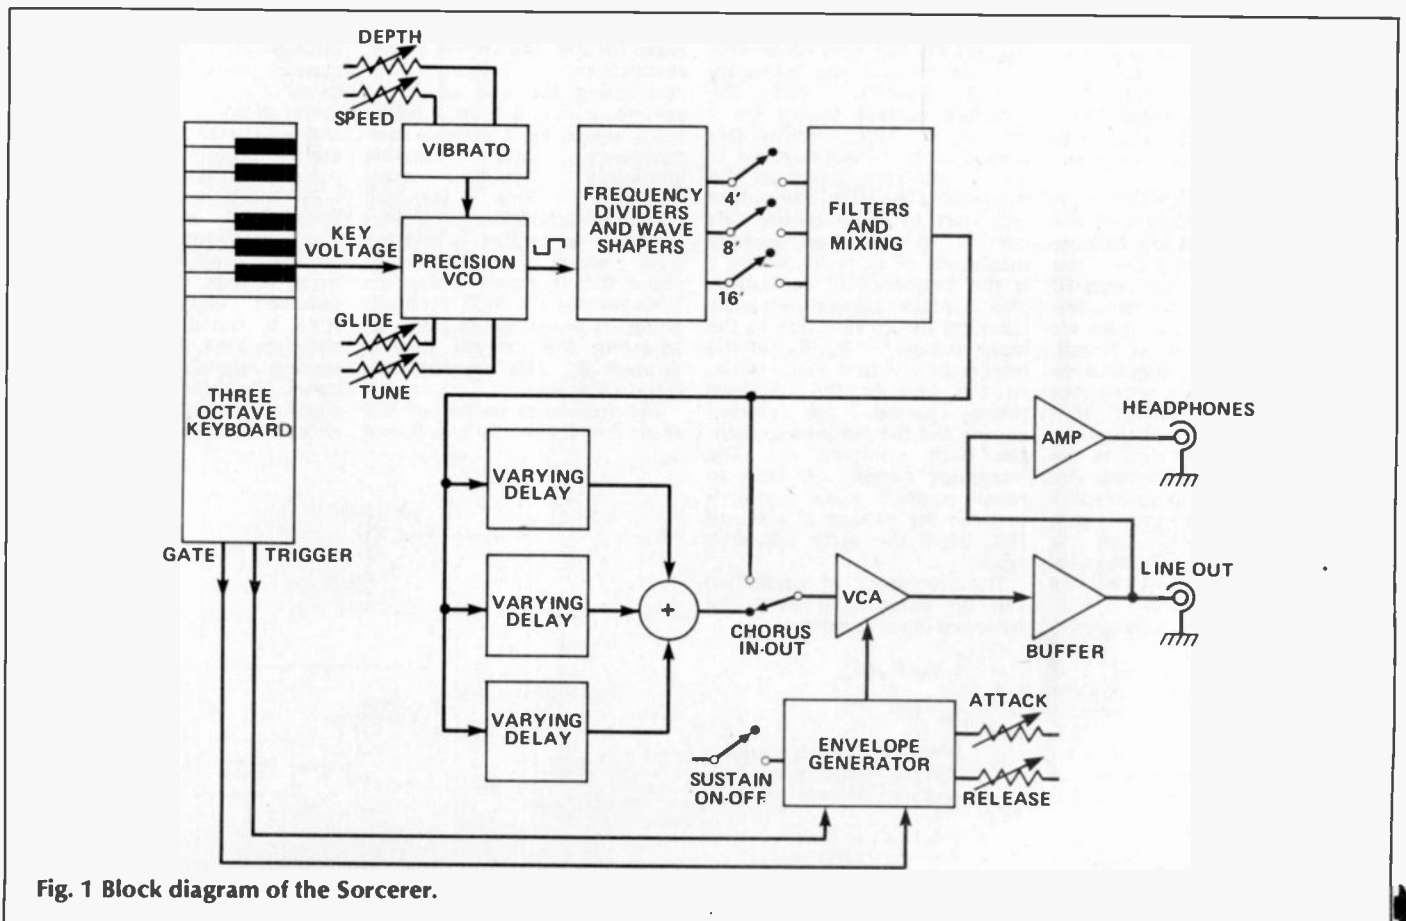 DEPTH
SPEED
VIBRATO
KEY
VOLTAGE
PRECISION
VCO
GLIDE
TUNE
THREE
OCTAVE
KEYBOARD
GATE
TRIGGER
FREQUENCY
DIVIDERS
AND WAVE
SHAPERS
4'
8'
16'
FILTERS
AND
MIXING
VARYING
DELAY
VARYING
DELAY
VARYING
DELAY
+
CHORUS
IN-OUT
VCA
AMP
HEADPHONES
LINE OUT
BUFFER
SUSTAIN
ON-OFF
ENVELOPE
GENERATOR
ATTACK
RELEASE
Fig. 1 Block diagram of the Sorcerer.